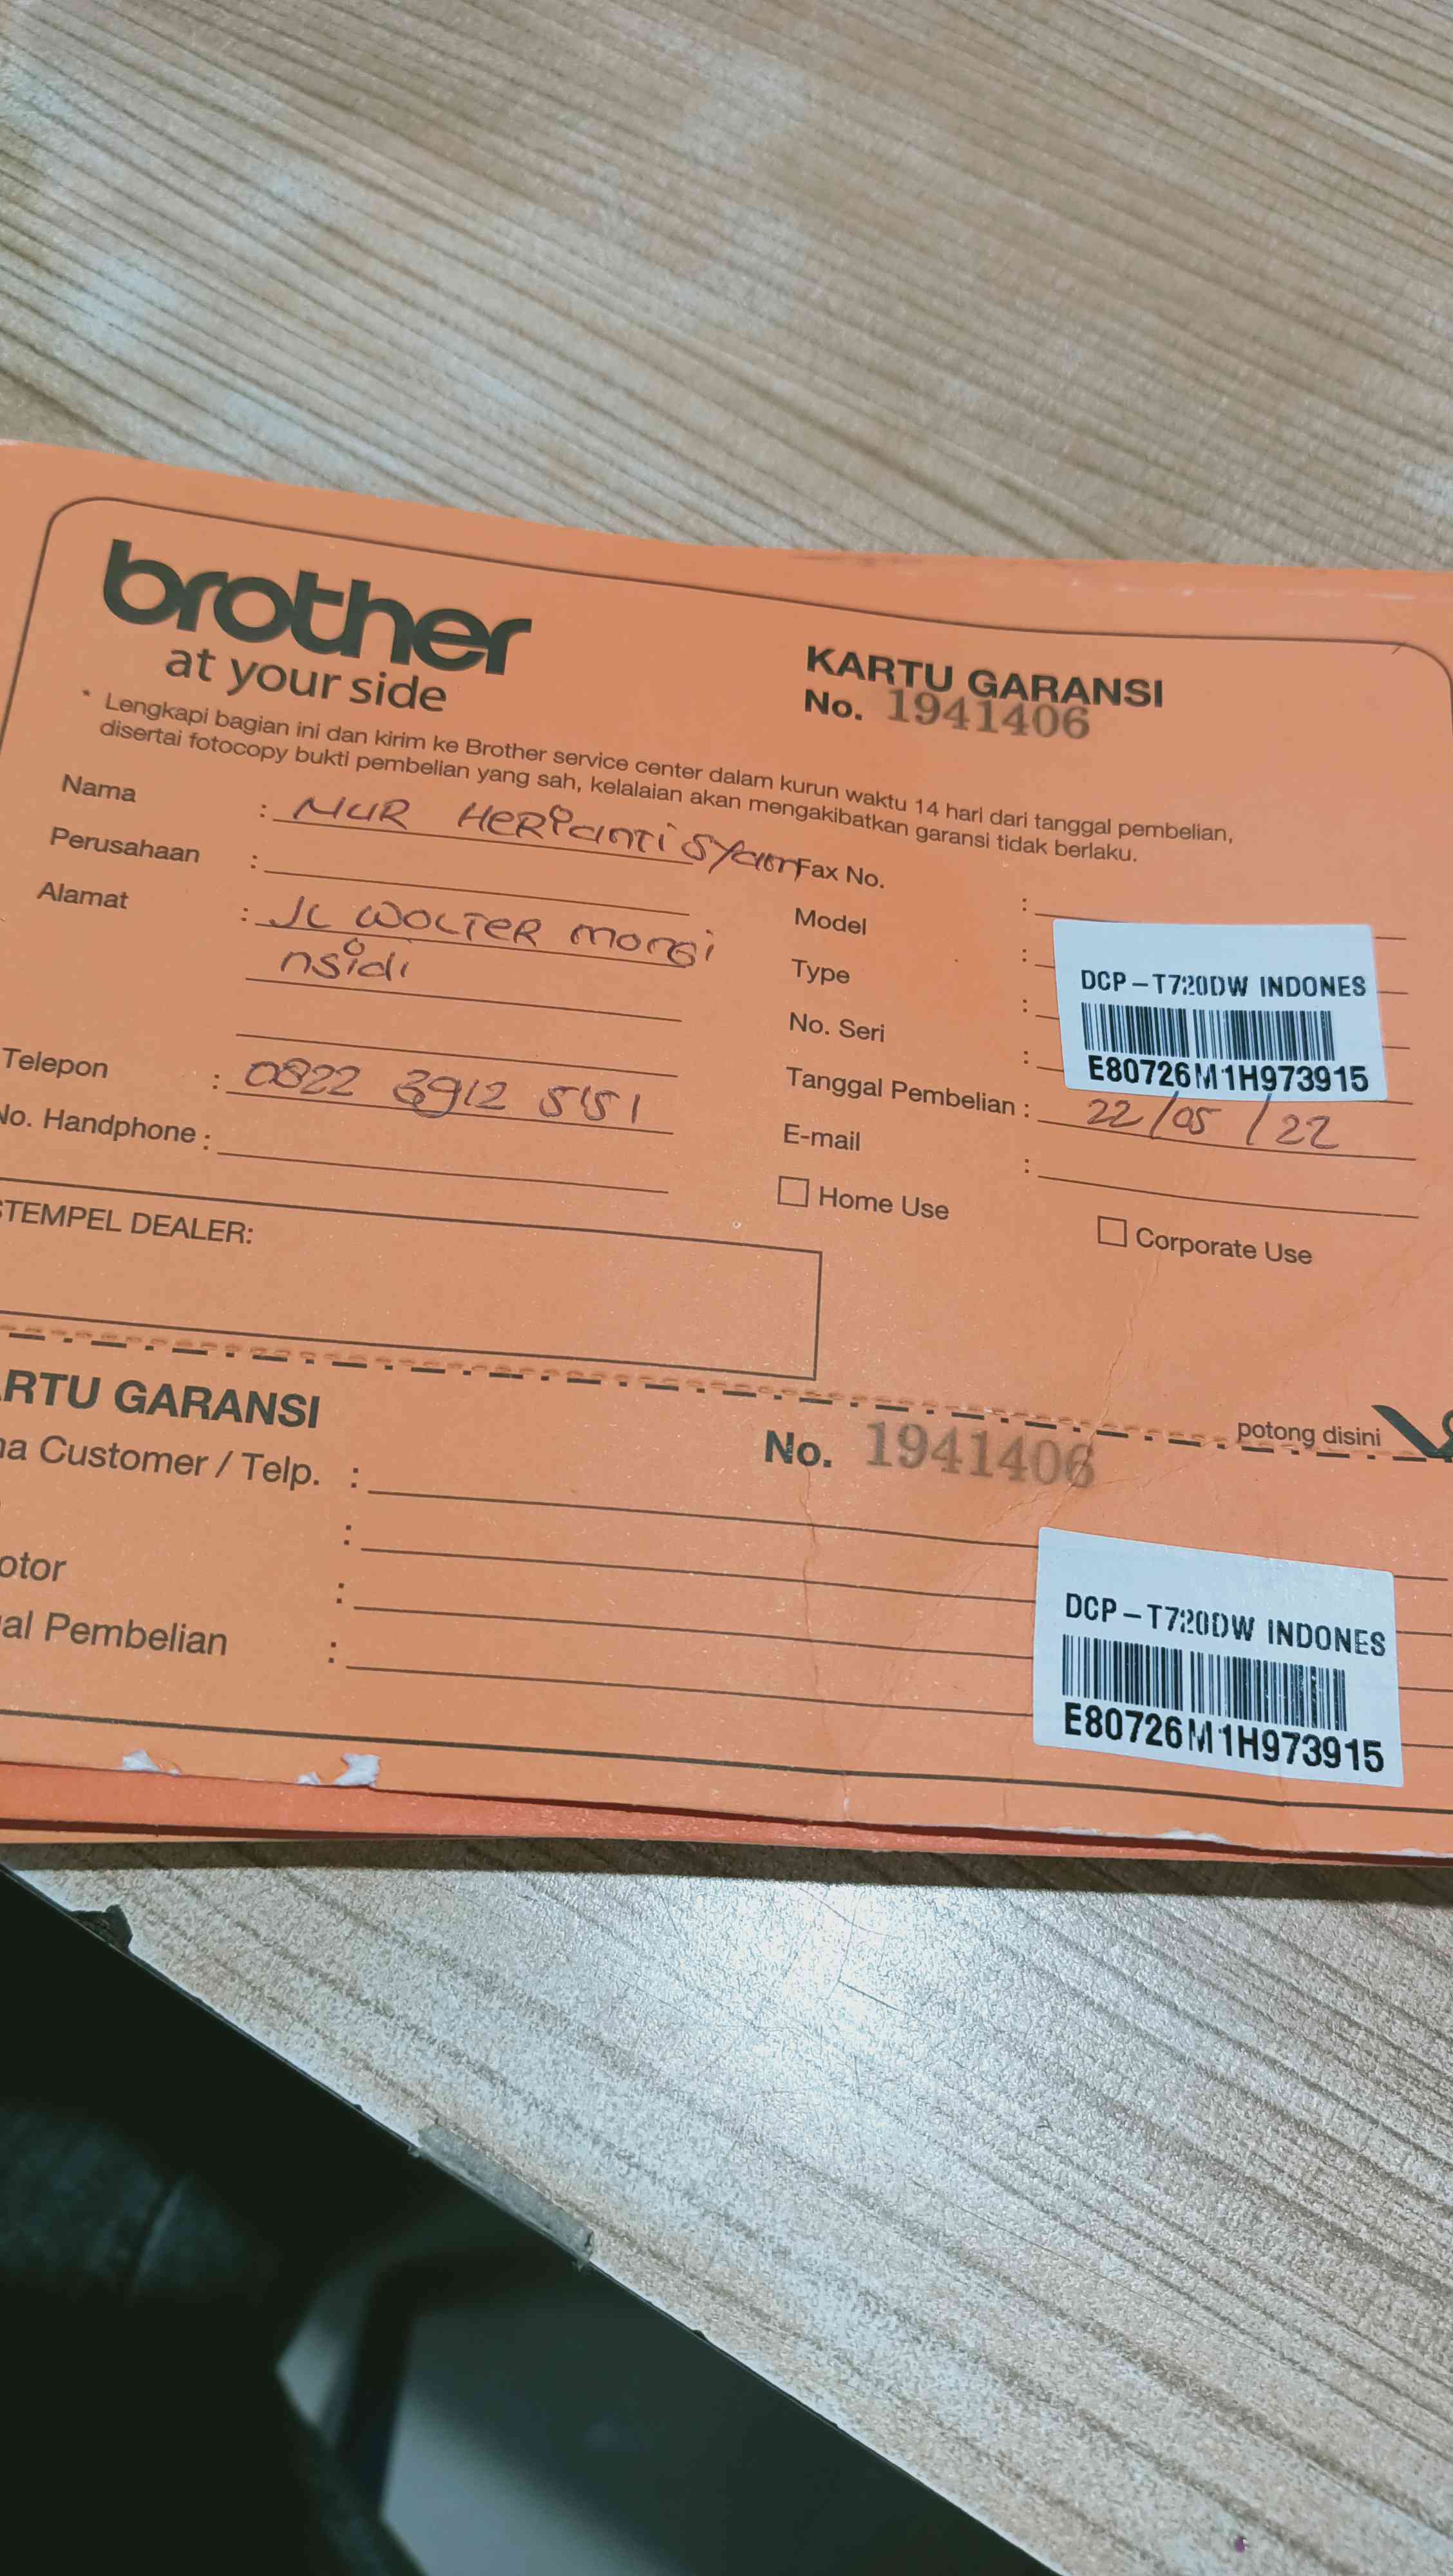 brother
at your side
KARTU GARANSI
No. 1941406
* Lengkapi bagian ini dan kirim ke Brother service center dalam kurun waktu 14 hari dari tanggal pembelian,
disertai fotocopy bukti pembelian yang sah, kelalaian akan mengakibatkan garansi tidak berlaku.
Nama : NUR HERIANTI
Perusahaan :
Alamat : JL WOLTER mongi
nsidi
Telepon : 0822 3912 5151
No. Handphone :
Fax No. :
Model :
Type :
No. Seri :
DCP-T720DW INDONES
E80726M1H973915
Tanggal Pembelian : 22/05/22
E-mail :
Home Use
Corporate Use
STEMPEL DEALER:
potong disini
RTU GARANSI
No. 1941406
a Customer / Telp. :
:
otor :
al Pembelian :
DCP-T720DW INDONES
E80726M1H973915